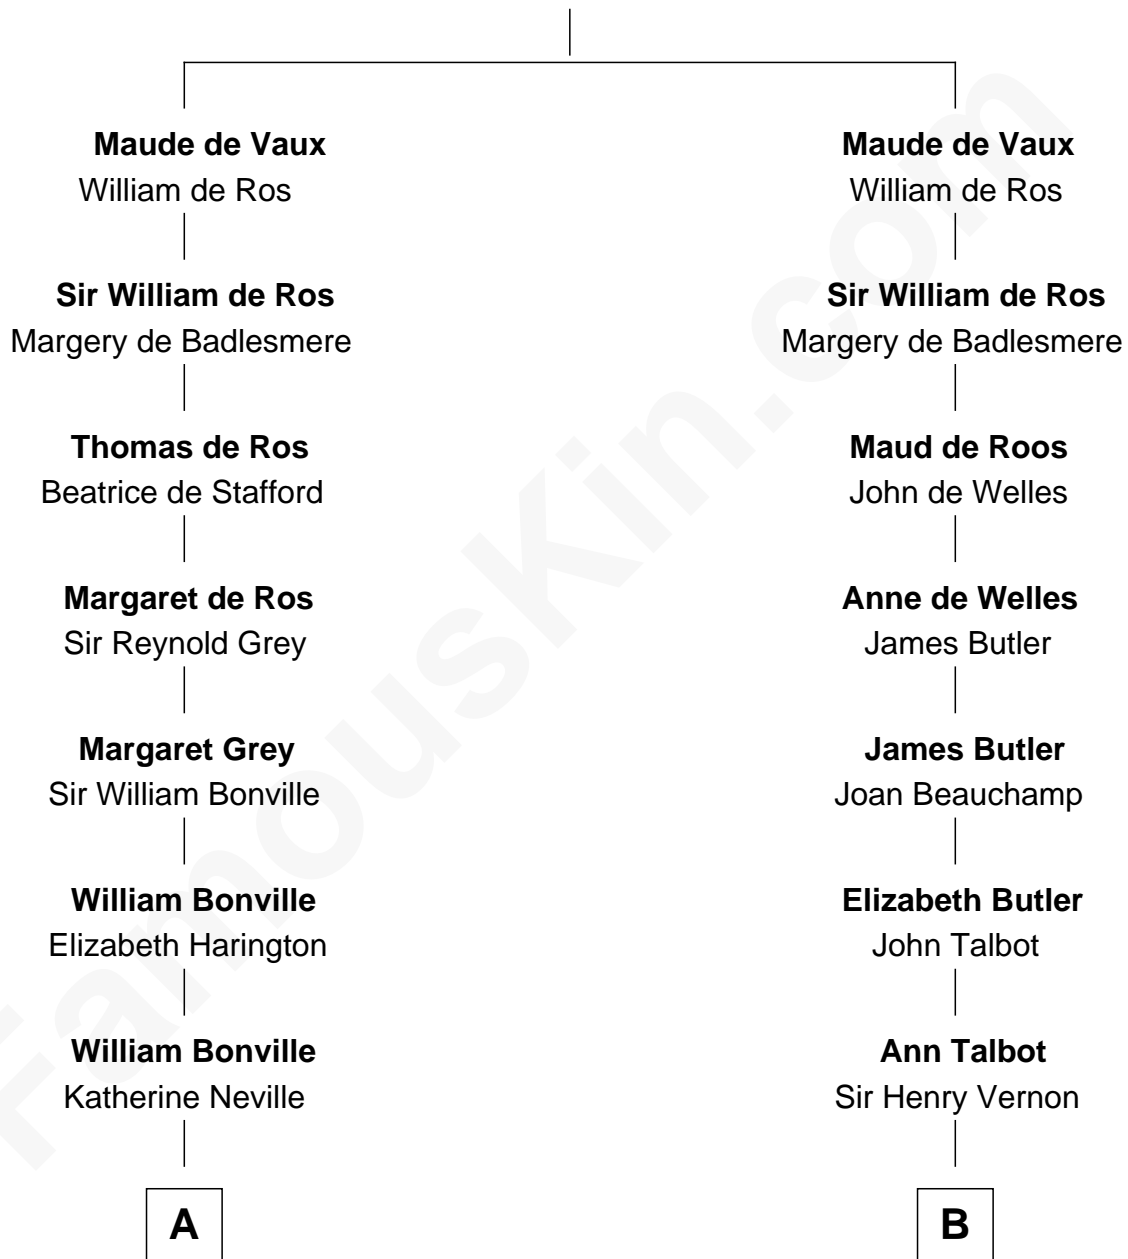 Maude de Vaux
William de Ros
Sir William de Ros
Margery de Badlesmere
Thomas de Ros
Beatrice de Stafford
Margaret de Ros
Sir Reynold Grey
Margaret Grey
Sir William Bonville
William Bonville
Elizabeth Harington
William Bonville
Katherine Neville
A
Maude de Vaux
William de Ros
Sir William de Ros
Margery de Badlesmere
Maud de Roos
John de Welles
Anne de Welles
James Butler
James Butler
Joan Beauchamp
Elizabeth Butler
John Talbot
Ann Talbot
Sir Henry Vernon
B
FamousKin.com